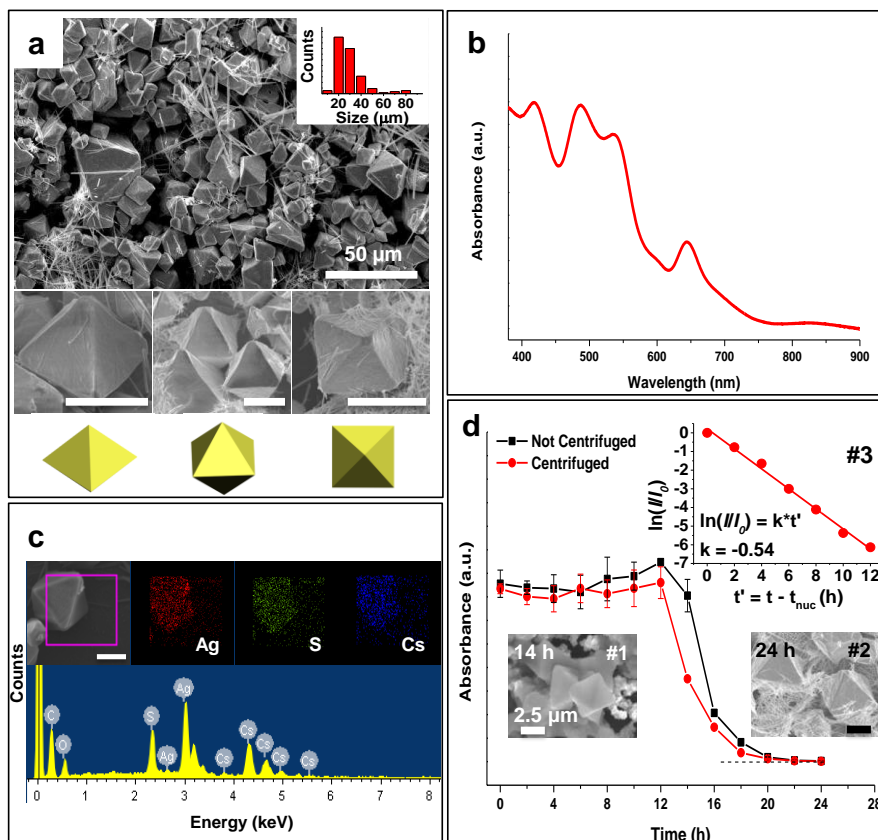 a
Counts
20 40 60 80
Size (µm)
50 µm
b
Absorbance (a.u.)
400 500 600 700 800 900
Wavelength (nm)
c
Ag
S
Cs
Counts
C
O
S
Ag
Ag
Cs
Cs
Cs
Cs
Cs
0 1 2 3 4 5 6 7 8
Energy (keV)
d
Not Centrifuged
Centrifuged
#3
ln(I/I0)
0
-1
-2
-3
-4
-5
-6
-7
ln(I/I0) = k*t'
k = -0.54
0 2 4 6 8 10 12
t' = t - tnuc (h)
Absorbance (a.u.)
14 h #1
2.5 µm
24 h #2
0 4 8 12 16 20 24 28
Time (h)